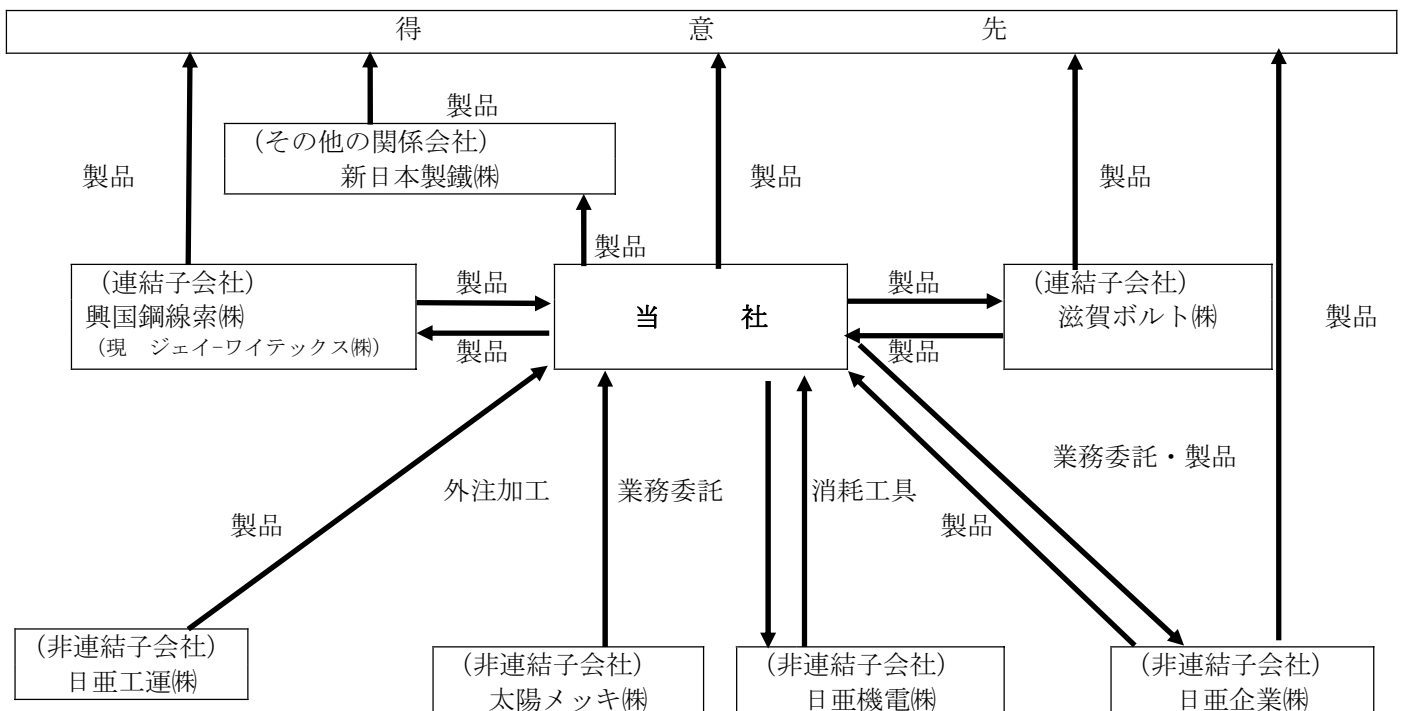 得 意 先
製品
(その他の関係会社)
新日本製鐵㈱
製品
製品
製品
製品
(連結子会社)
興国鋼線索㈱
(現 ジェイ-ワイテックス㈱)
製品
製品
当 社
製品
製品
(連結子会社)
滋賀ボルト㈱
製品
業務委託・製品
外注加工
業務委託
消耗工具
製品
製品
(非連結子会社)
日亜工運㈱
(非連結子会社)
太陽メッキ㈱
(非連結子会社)
日亜機電㈱
(非連結子会社)
日亜企業㈱